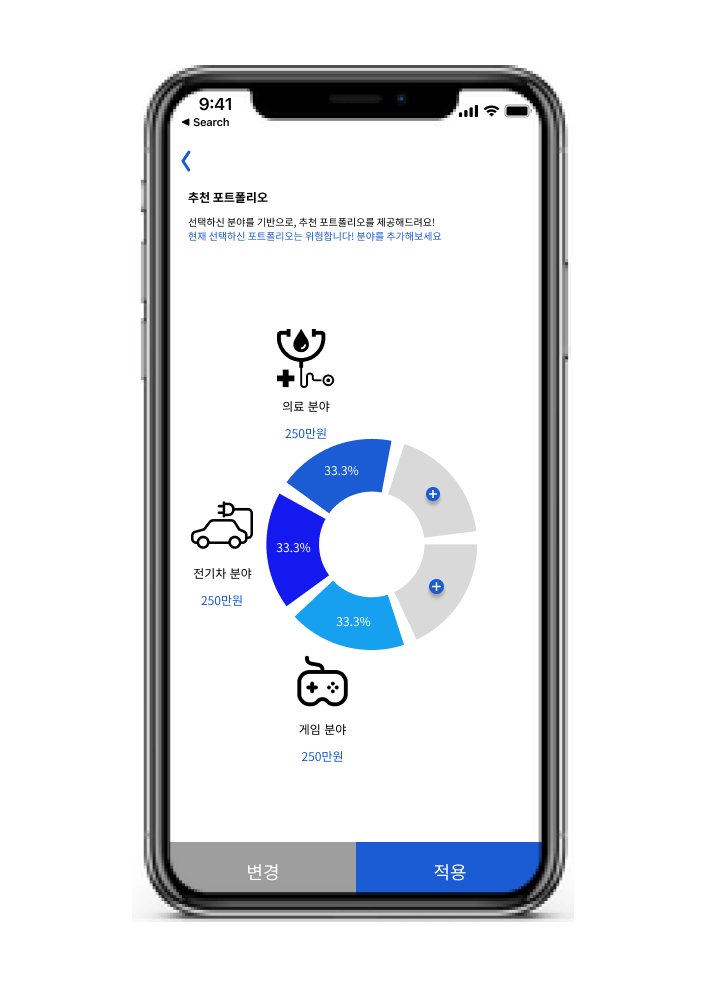 9:41
◀ Search
추천 포트폴리오
선택하신 분야를 기반으로, 추천 포트폴리오를 제공해드려요!
현재 선택하신 포트폴리오는 위험합니다! 분야를 추가해보세요
의료 분야
250만원
33.3%
33.3%
전기차 분야
250만원
33.3%
게임 분야
250만원
변경
적용